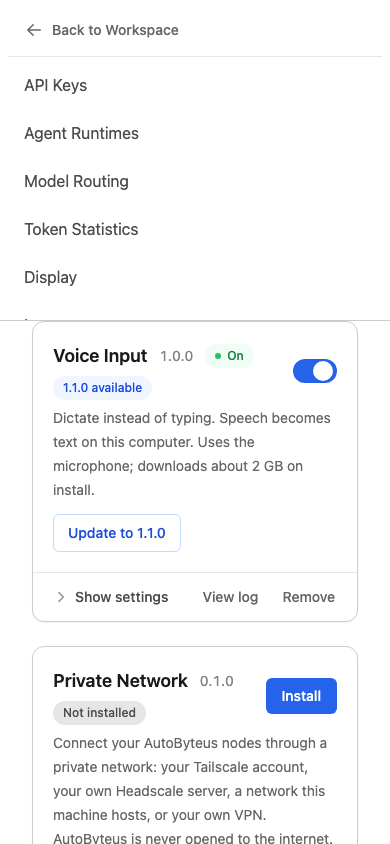 Back to Workspace
API Keys
Agent Runtimes
Model Routing
Token Statistics
Display
Voice Input 1.0.0 On
1.1.0 available
Dictate instead of typing. Speech becomes
text on this computer. Uses the
microphone; downloads about 2 GB on
install.
Update to 1.1.0
Show settings View log Remove
Private Network 0.1.0 Install
Not installed
Connect your AutoByteus nodes through a
private network: your Tailscale account,
your own Headscale server, a network this
machine hosts, or your own VPN.
AutoByteus is never opened to the internet.